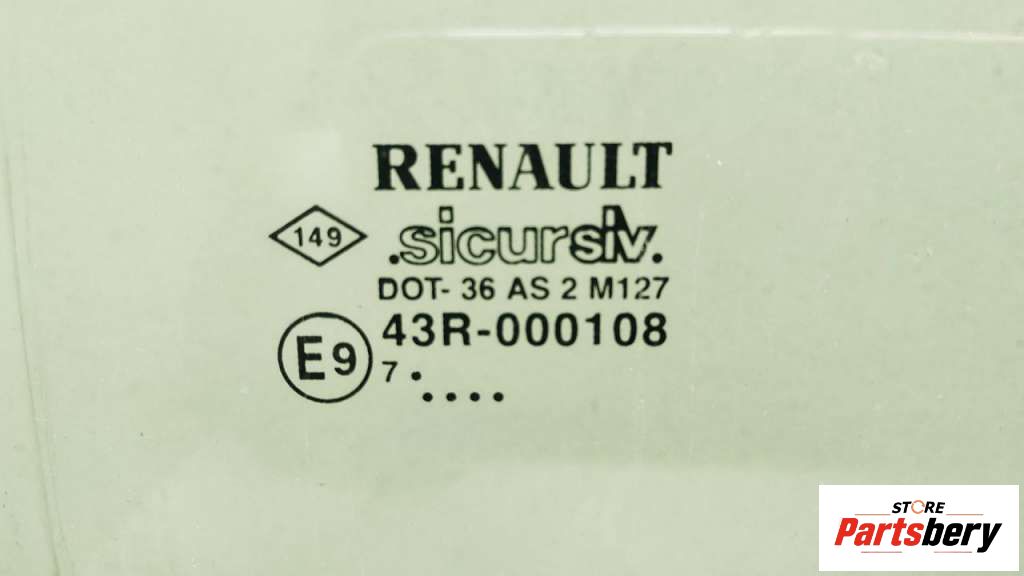 RENAULT
149
.sicursiv.
DOT- 36 AS 2 M127
E9
43R-000108
7 .
....
STORE
Partsbery